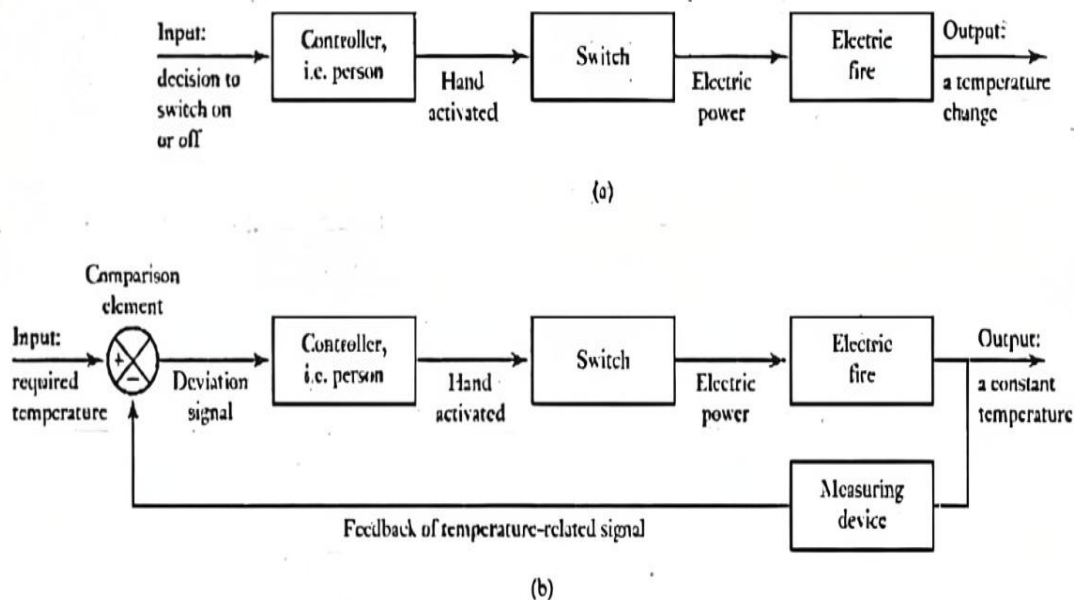 Input:
decision to
switch on
or off
Controller,
i.e. person
Hand
activated
Switch
Electric
power
Electric
fire
Output:
a temperature
change
(a)
Comparison
element
Input:
required
temperature
+
−
Deviation
signal
Controller,
i.e. person
Hand
activated
Switch
Electric
power
Electric
fire
Output:
a constant
temperature
Measuring
device
Feedback of temperature-related signal
(b)